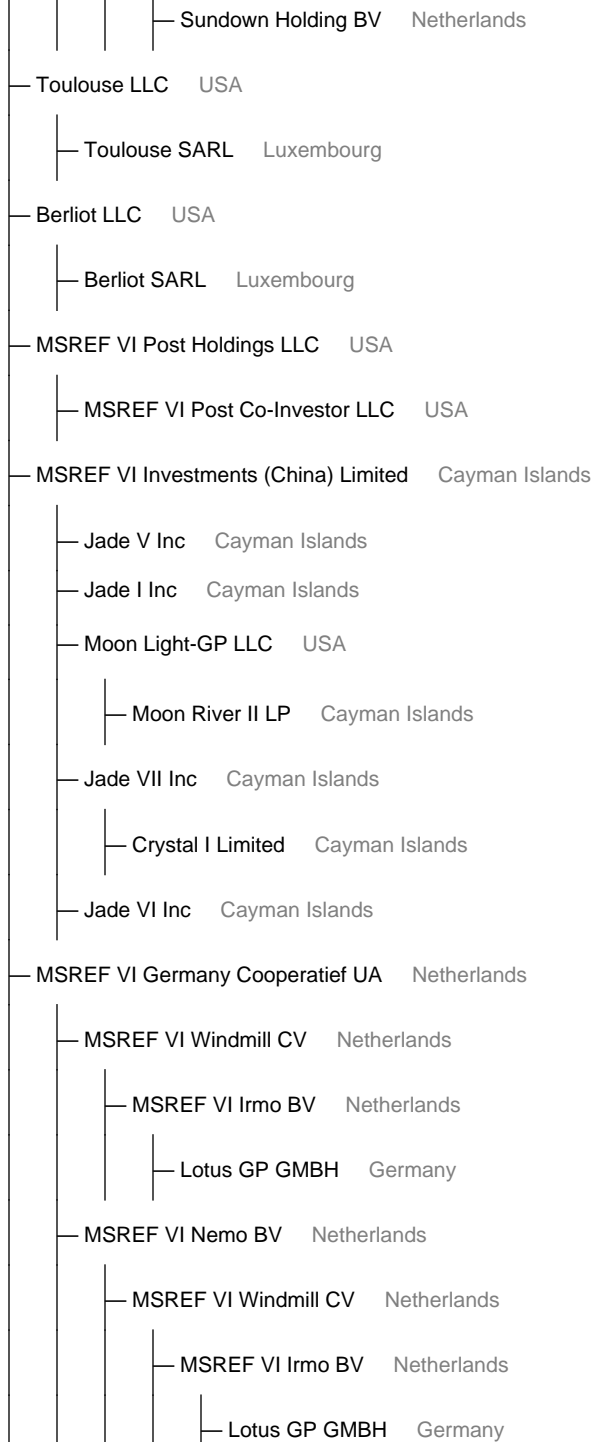 Sundown Holding BV Netherlands
Toulouse LLC USA
Toulouse SARL Luxembourg
Berliot LLC USA
Berliot SARL Luxembourg
MSREF VI Post Holdings LLC USA
MSREF VI Post Co-Investor LLC USA
MSREF VI Investments (China) Limited Cayman Islands
Jade V Inc Cayman Islands
Jade I Inc Cayman Islands
Moon Light-GP LLC USA
Moon River II LP Cayman Islands
Jade VII Inc Cayman Islands
Crystal I Limited Cayman Islands
Jade VI Inc Cayman Islands
MSREF VI Germany Cooperatief UA Netherlands
MSREF VI Windmill CV Netherlands
MSREF VI Irmo BV Netherlands
Lotus GP GMBH Germany
MSREF VI Nemo BV Netherlands
MSREF VI Windmill CV Netherlands
MSREF VI Irmo BV Netherlands
Lotus GP GMBH Germany